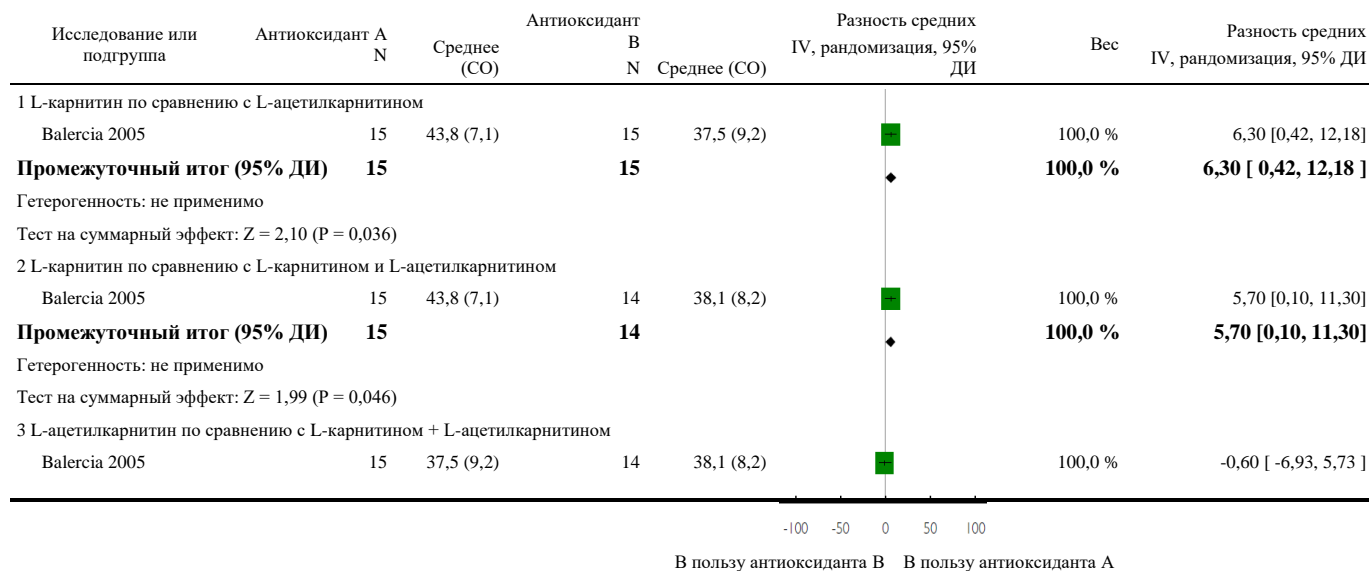 Исследование или подгруппа Антиоксидант A N Среднее (СО) Антиоксидант B N Среднее (СО) Разность средних IV, рандомизация, 95% ДИ Вес Разность средних IV, рандомизация, 95% ДИ
1 L-карнитин по сравнению с L-ацетилкарнитином
Balercia 2005 15 43,8 (7,1) 15 37,5 (9,2) 100,0 % 6,30 [0,42, 12,18]
Промежуточный итог (95% ДИ) 15 15 100,0 % 6,30 [ 0,42, 12,18 ]
Гетерогенность: не применимо
Тест на суммарный эффект: Z = 2,10 (P = 0,036)
2 L-карнитин по сравнению с L-карнитином и L-ацетилкарнитином
Balercia 2005 15 43,8 (7,1) 14 38,1 (8,2) 100,0 % 5,70 [0,10, 11,30]
Промежуточный итог (95% ДИ) 15 14 100,0 % 5,70 [0,10, 11,30]
Гетерогенность: не применимо
Тест на суммарный эффект: Z = 1,99 (P = 0,046)
3 L-ацетилкарнитин по сравнению с L-карнитином + L-ацетилкарнитином
Balercia 2005 15 37,5 (9,2) 14 38,1 (8,2) 100,0 % -0,60 [ -6,93, 5,73 ]
-100 -50 0 50 100
В пользу антиоксиданта B В пользу антиоксиданта A